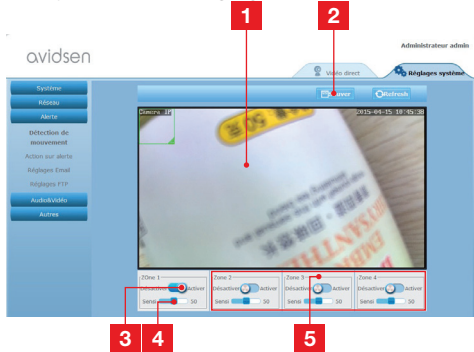 1
2
Administrateur admin
avidsen
Vidéo direct
Réglages système
Système
Réseau
Alerte
Détection de
mouvement
Action sur alerte
Réglages Email
Réglages FTP
Audio&Vidéo
Autres
Refresh
Camera IP
2015-04-15 10:45:38
50
ZOne 1
Désactiver Activer
Sensi 50
Zone 2
Désactiver Activer
Sensi 50
Zone 3
Désactiver Activer
Sensi 50
Zone 4
Désactiver Activer
Sensi 50
3
4
5